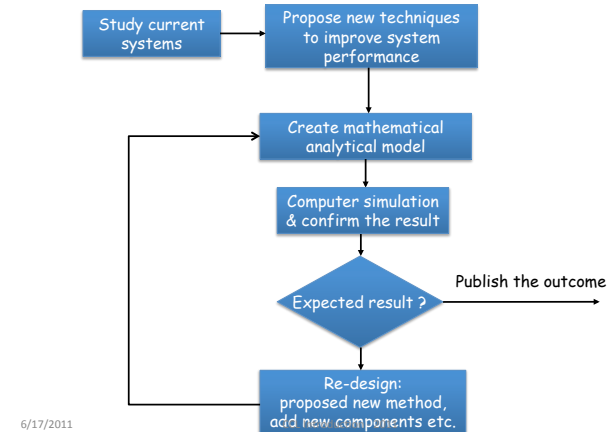 Study current
systems
Propose new techniques
to improve system
performance
Create mathematical
analytical model
Computer simulation
& confirm the result
Expected result ?
Publish the outcome
Re-design:
proposed new method,
add new components etc.
6/17/2011